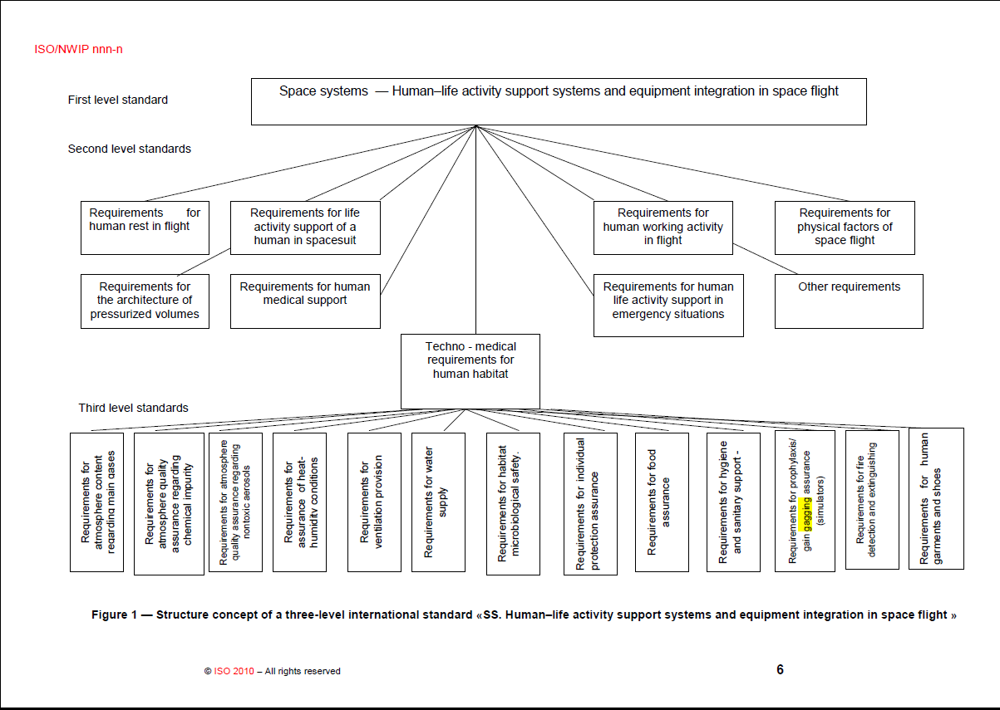 ISO/NWIP nnn-n
First level standard
Space systems — Human–life activity support systems and equipment integration in space flight
Second level standards
Requirements for
human rest in flight
Requirements for life
activity support of a
human in spacesuit
Requirements for
human working activity
in flight
Requirements for
physical factors of
space flight
Requirements for
the architecture of
pressurized volumes
Requirements for human
medical support
Requirements for human
life activity support in
emergency situations
Other requirements
Techno - medical
requirements for
human habitat
Third level standards
Requirements for
atmosphere content
regarding main gases
Requirements for
atmosphere quality
assurance regarding
chemical impurity
Requirements for atmosphere
quality assurance regarding
nontoxic aerosols
Requirements for
assurance of heat-
humidity conditions
Requirements for
ventilation provision
Requirements for water
supply
Requirements for habitat
microbiological safety.
Requirements for individual
protection assurance
Requirements for food
assurance
Requirements for hygiene
and sanitary support -
Requirements for prophylaxis/
gain gagging assurance
(simulators)
Requirements for fire
detection and extinguishing
Requirements for human
garments and shoes
Figure 1 — Structure concept of a three-level international standard «SS. Human–life activity support systems and equipment integration in space flight »
© ISO 2010 – All rights reserved
6